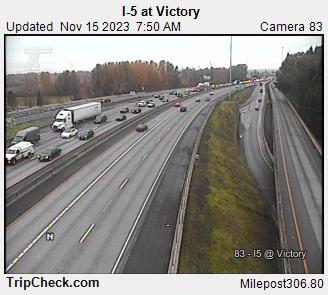 I-5 at Victory
Updated Nov 15 2023 7:50 AM Camera 83
N
83 - I5 @ Victory
TripCheck.com Milepost306.80